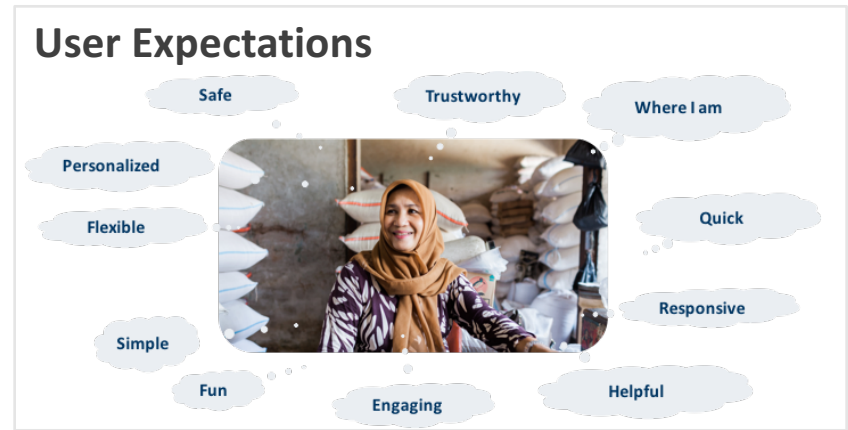 User Expectations
Safe
Trustworthy
Where I am
Personalized
Flexible
Quick
Responsive
Simple
Fun
Engaging
Helpful